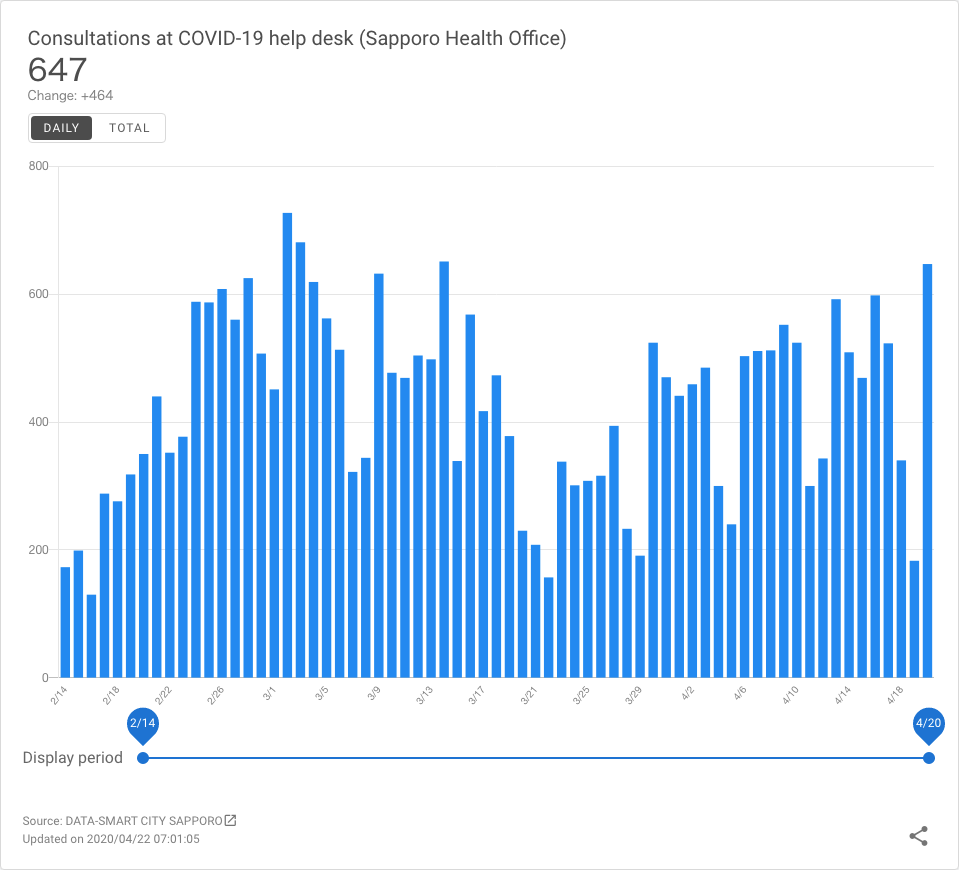 Consultations at COVID-19 help desk (Sapporo Health Office)
647
Change: +464
DAILY TOTAL
800
600
400
200
0
2/14 2/18 2/22 2/26 3/1 3/5 3/9 3/13 3/17 3/21 3/25 3/29 4/2 4/6 4/10 4/14 4/18
2/14 4/20
Display period
Source: DATA-SMART CITY SAPPORO
Updated on 2020/04/22 07:01:05